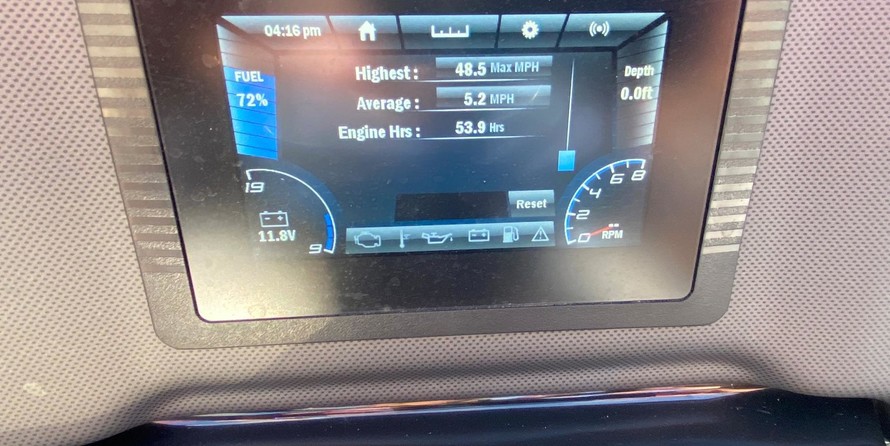 04:16 pm
FUEL
72%
Highest : 48.5 Max MPH
Average : 5.2 MPH
Engine Hrs : 53.9 Hrs
Depth
0.0ft
Reset
19
11.8V
9
8
6
4
2
0
RPM